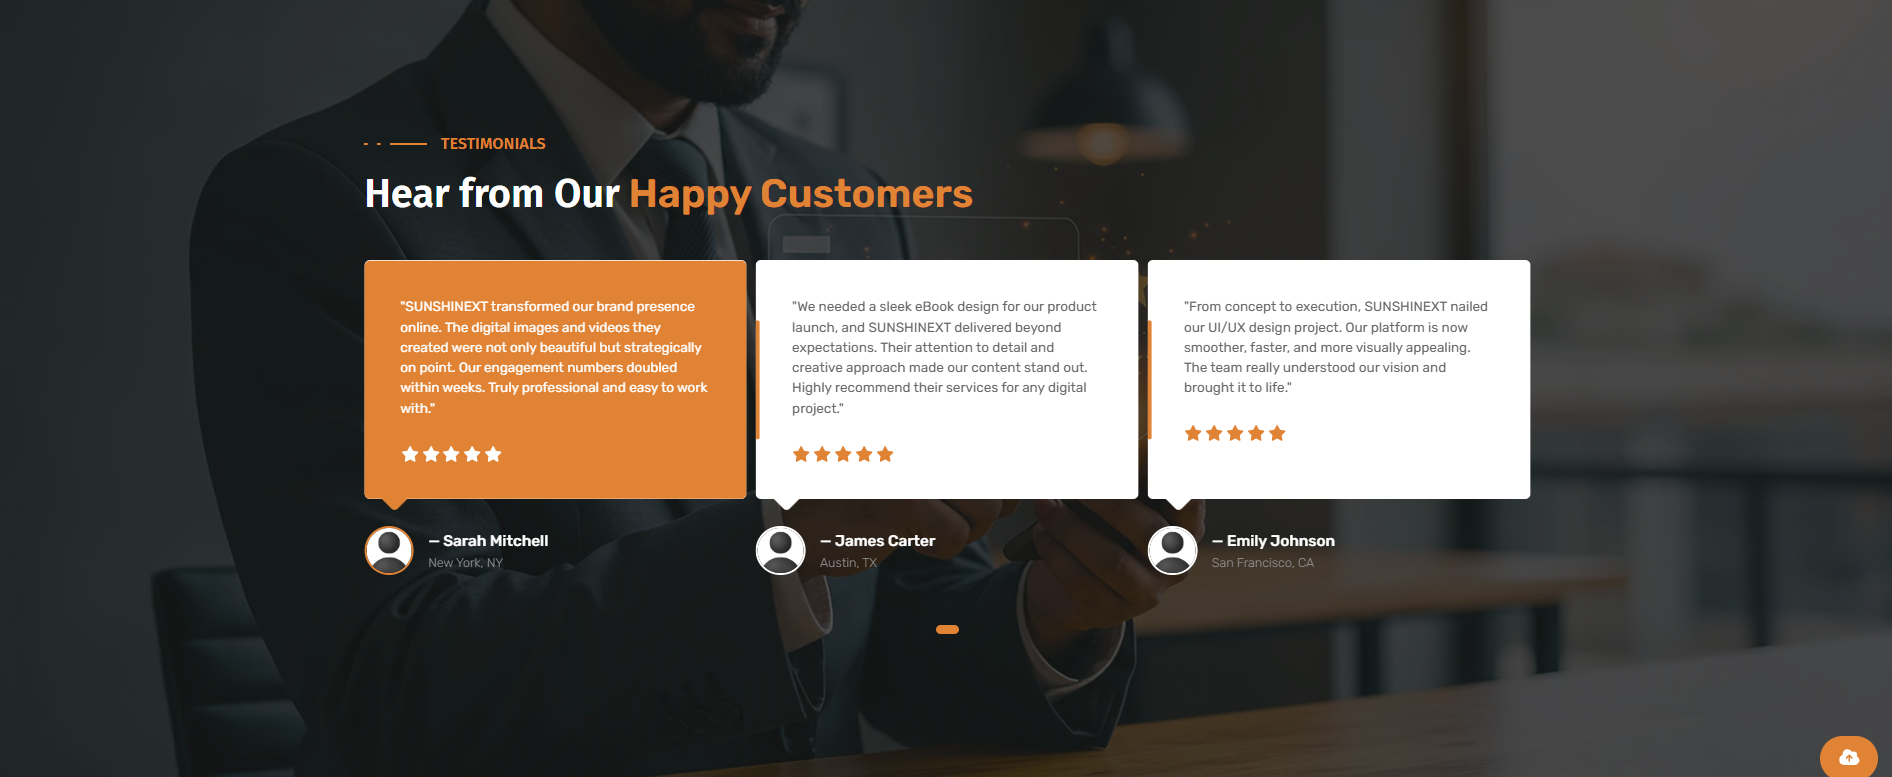 TESTIMONIALS
Hear from Our Happy Customers
"SUNSHINEXT transformed our brand presence
online. The digital images and videos they
created were not only beautiful but strategically
on point. Our engagement numbers doubled
within weeks. Truly professional and easy to work
with."
— Sarah Mitchell
New York, NY
"We needed a sleek eBook design for our product
launch, and SUNSHINEXT delivered beyond
expectations. Their attention to detail and
creative approach made our content stand out.
Highly recommend their services for any digital
project."
— James Carter
Austin, TX
"From concept to execution, SUNSHINEXT nailed
our UI/UX design project. Our platform is now
smoother, faster, and more visually appealing.
The team really understood our vision and
brought it to life."
— Emily Johnson
San Francisco, CA